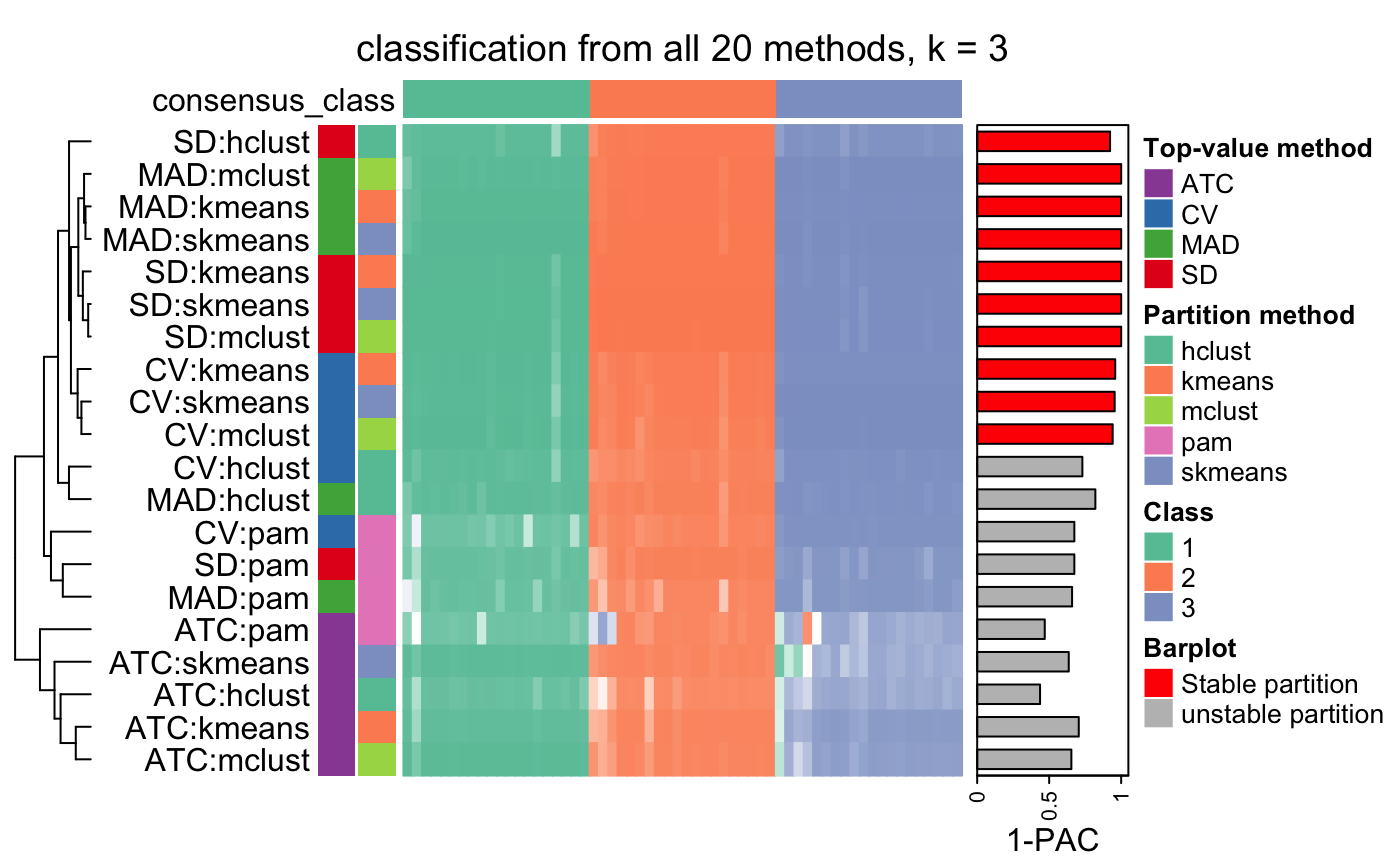 classification from all 20 methods, k = 3
consensus_class
SD:hclust
MAD:mclust
MAD:kmeans
MAD:skmeans
SD:kmeans
SD:skmeans
SD:mclust
CV:kmeans
CV:skmeans
CV:mclust
CV:hclust
MAD:hclust
CV:pam
SD:pam
MAD:pam
ATC:pam
ATC:skmeans
ATC:hclust
ATC:kmeans
ATC:mclust
0
0.5
1
1-PAC
Top-value method
ATC
CV
MAD
SD
Partition method
hclust
kmeans
mclust
pam
skmeans
Class
1
2
3
Barplot
Stable partition
unstable partition